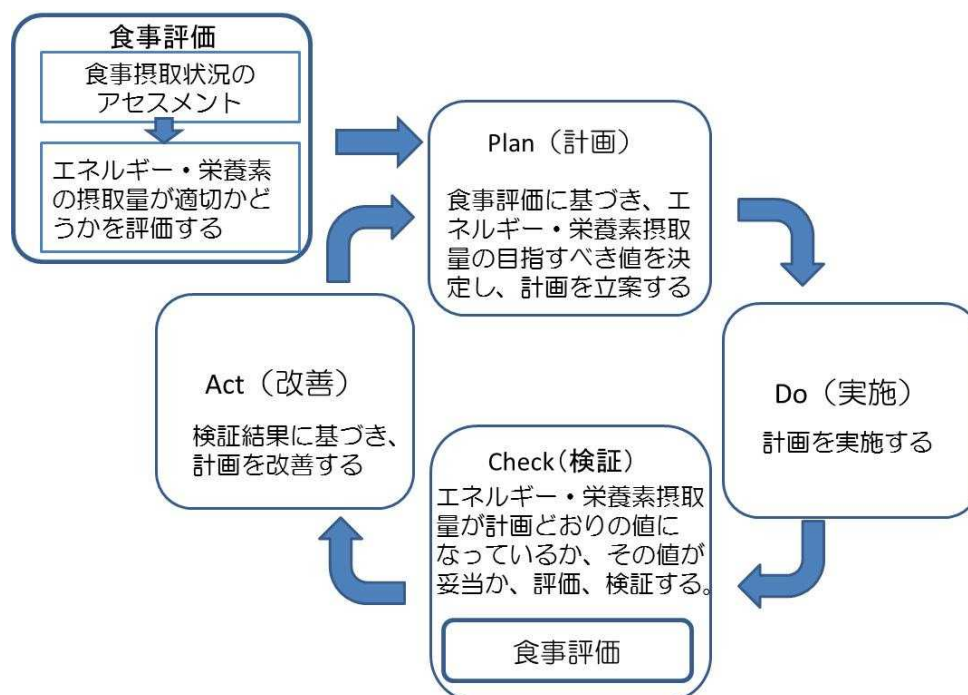 食事評価
食事摂取状況の
アセスメント
エネルギー・栄養素
の摂取量が適切かど
うかを評価する
Plan（計画）
食事評価に基づき、エ
ネルギー・栄養素摂取
量の目指すべき値を決
定し、計画を立案する
Do（実施）
計画を実施する
Check（検証）
エネルギー・栄養素摂取
量が計画どおりの値に
なっているか、その値が
妥当か、評価、検証する。
食事評価
Act（改善）
検証結果に基づき、
計画を改善する